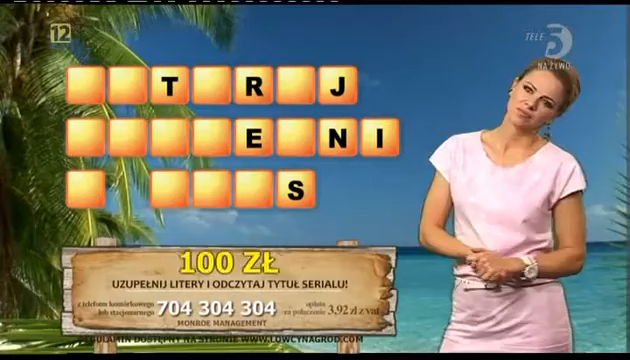 12
TELE 5
NA ŻYWO
T R J
E N I
S
100 ZŁ
UZUPEŁNIJ LITERY I ODCZYTAJ TYTUŁ SERIALU!
z telefonu komórkowego
lub stacjonarnego
704 304 304
opłata
za połączenie 3,92 zł z vat
MONROE MANAGEMENT
REGULAMIN DOSTĘPNY NA STRONIE WWW.LOWCYNAGROD.COM